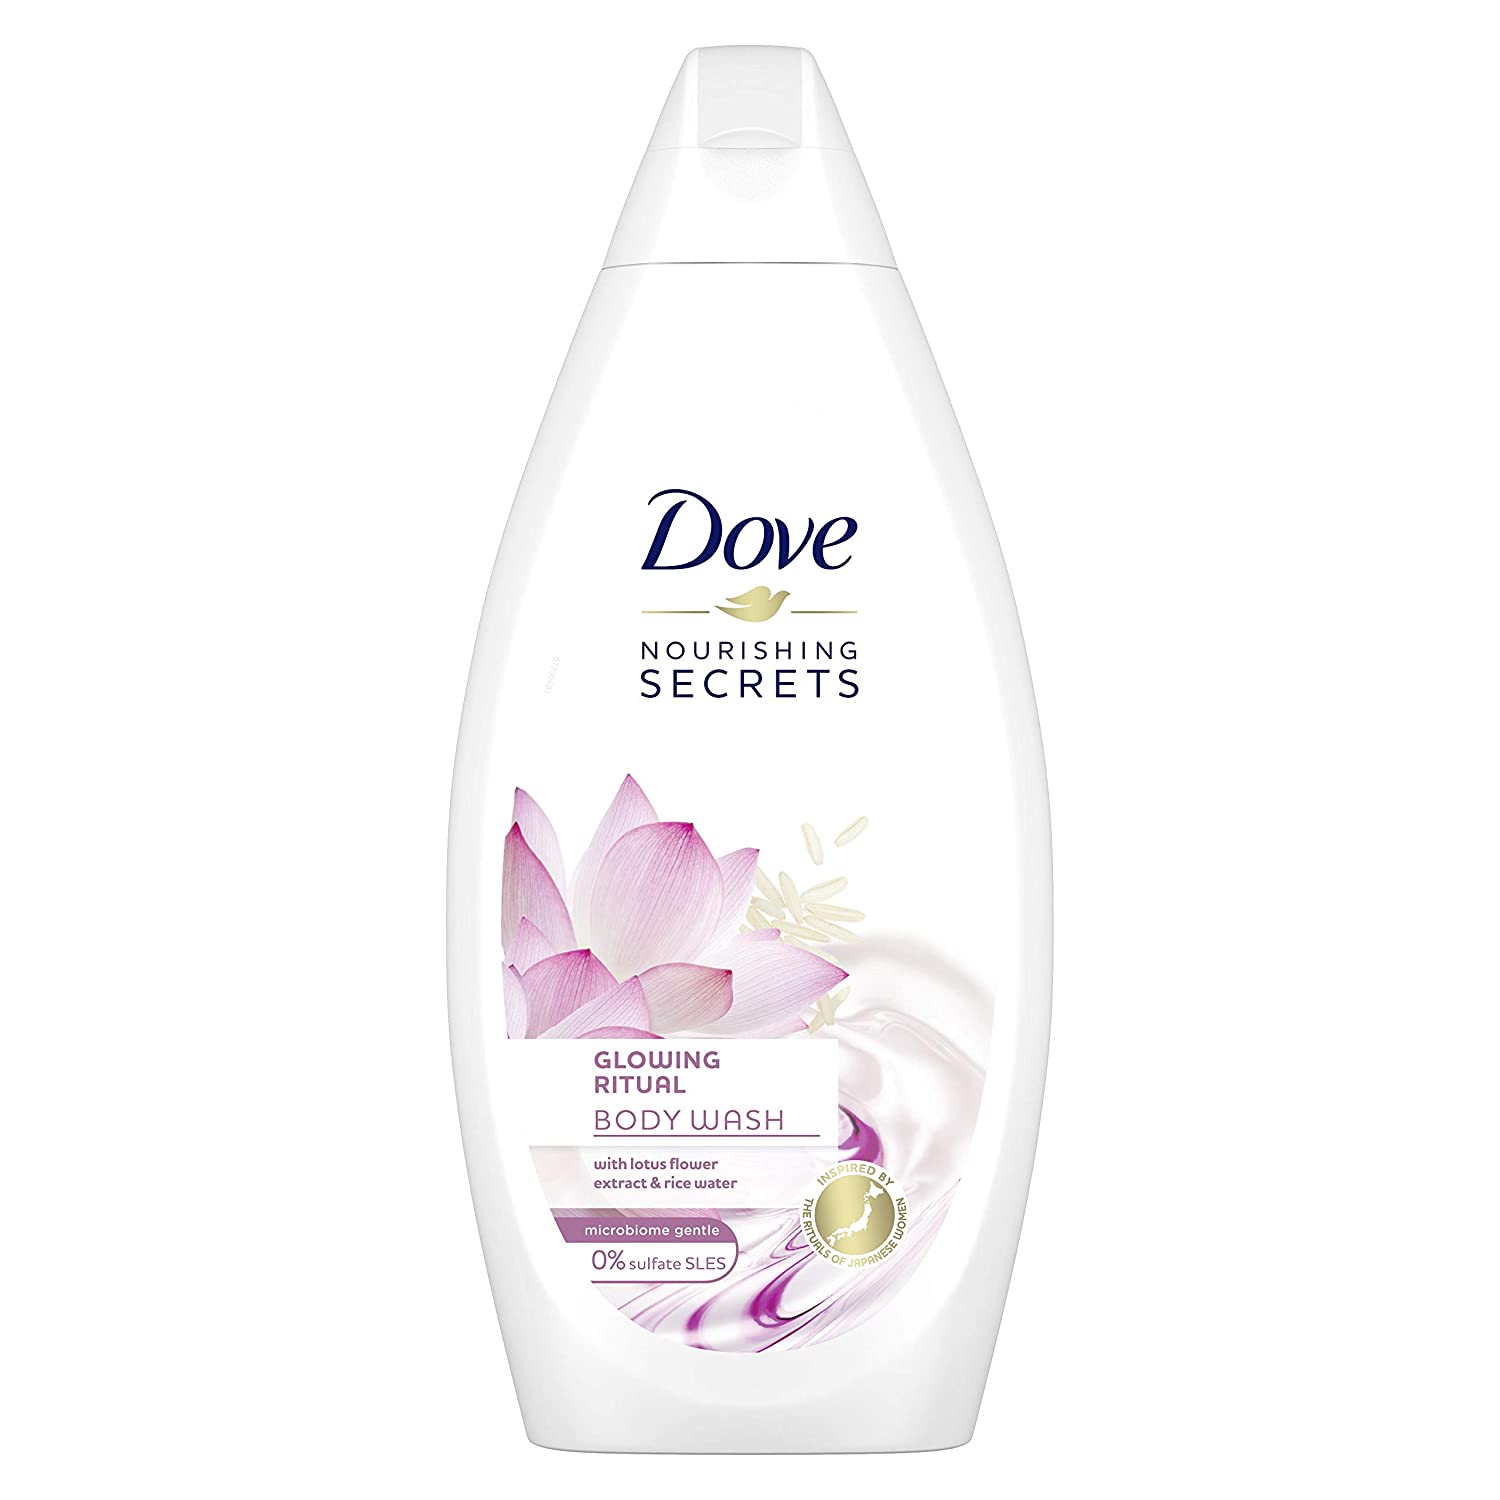 Dove
NOURISHING
SECRETS
GLOWING
RITUAL
BODY WASH
with lotus flower
extract & rice water
microbiome gentle
0% sulfate SLES
INSPIRED BY
THE RITUALS OF JAPANESE WOMEN